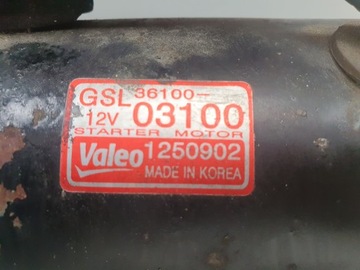 GSL 36100-
12V 03100
STARTER MOTOR
Valeo 1250902
MADE IN KOREA